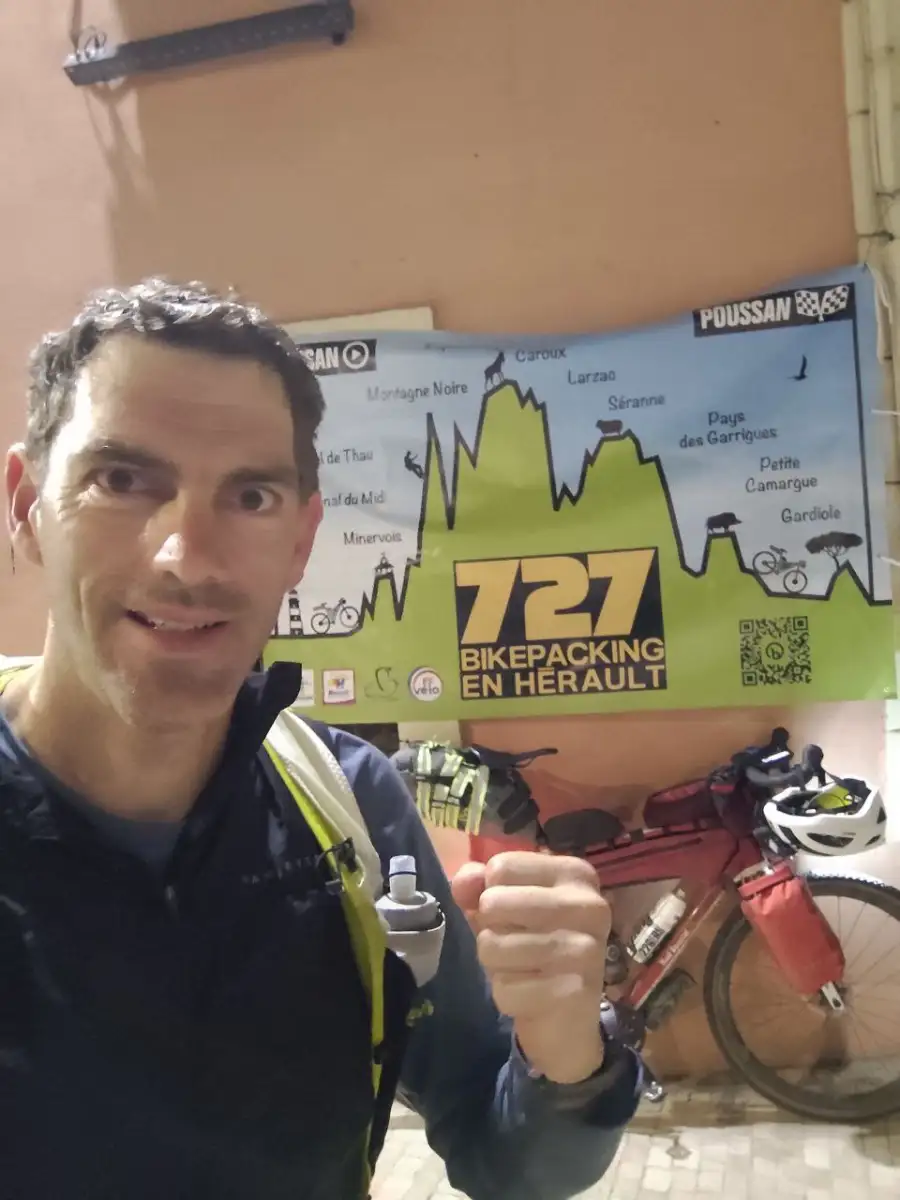 POUSSAN
SAN
Caroux
Larzac
Montagne Noire
Séranne
Pays
des Garrigues
de Thau
Petite
Camargue
du Midi
Gardiole
Minervois
727
BIKEPACKING
EN HÉRAULT
vélo